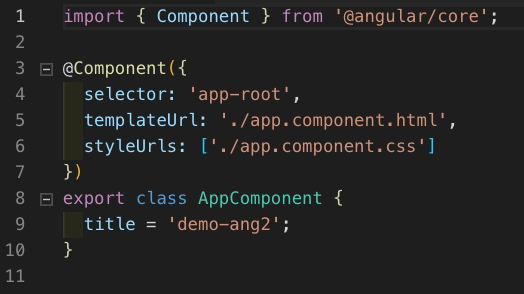 1 import { Component } from '@angular/core';
2
3 @Component({
4 selector: 'app-root',
5 templateUrl: './app.component.html',
6 styleUrls: ['./app.component.css']
7 })
8 export class AppComponent {
9 title = 'demo-ang2';
10 }
11